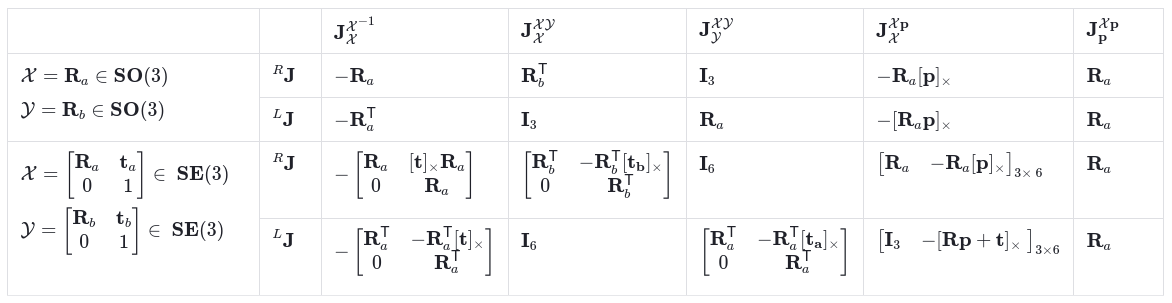 J_𝒳^{𝒳^{-1}} J_𝒳^{𝒳𝒴} J_𝒴^{𝒳𝒴} J_𝒳^{𝒳p} J_p^{𝒳p}
𝒳 = R_a ∈ SO(3)
𝒴 = R_b ∈ SO(3)
^R J −R_a R_b^T I_3 −R_a[p]_× R_a
^L J −R_a^T I_3 R_a −[R_a p]_× R_a
𝒳 = [R_a t_a; 0 1] ∈ SE(3)
𝒴 = [R_b t_b; 0 1] ∈ SE(3)
^R J −[R_a [t]_× R_a; 0 R_a] [R_b^T −R_b^T[t_b]_×; 0 R_b^T] I_6 [R_a −R_a[p]_×]_{3×6} R_a
^L J −[R_a^T −R_a^T[t]_×; 0 R_a^T] I_6 [R_a^T −R_a^T[t_a]_×; 0 R_a^T] [I_3 −[Rp + t]_×]_{3×6} R_a